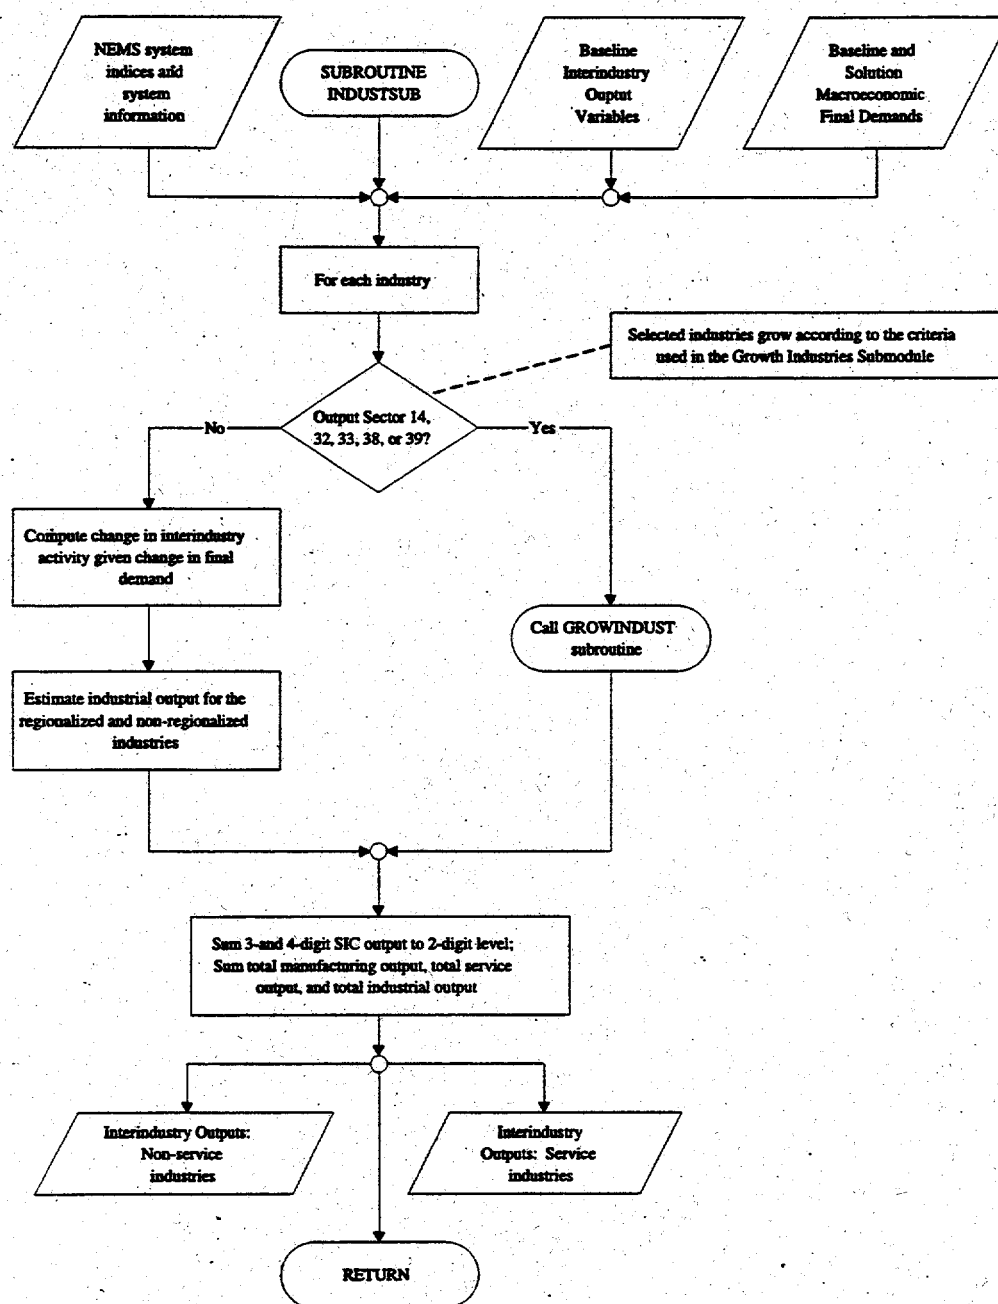 NEMS system
indices and
system
information
SUBROUTINE
INDUSTSUB
Baseline
Interindustry
Ouptut
Variables
Baseline and
Solution
Macroeconomic
Final Demands
For each industry
Selected industries grow according to the criteria
used in the Growth Industries Submodule
Output Sector 14,
32, 33, 38, or 39?
No
Yes
Compute change in interindustry
activity given change in final
demand
Call GROWINDUST
subroutine
Estimate industrial output for the
regionalized and non-regionalized
industries
Sum 3-and 4-digit SIC output to 2-digit level;
Sum total manufacturing output, total service
output, and total industrial output
Interindustry Outputs:
Non-service
industries
Interindustry
Outputs: Service
industries
RETURN